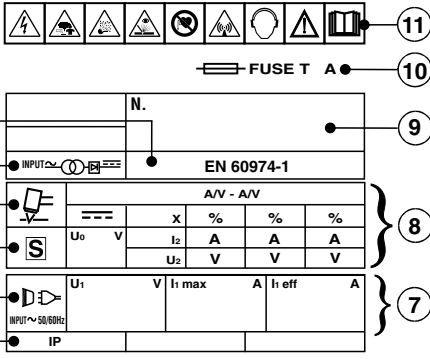 11
FUSE T A
10
N.
9
INPUT
EN 60974-1
A/V - A/V
8
X % % %
S
U₀ V I₂ A A A
U₂ V V V
U₁ V I₁ max A I₁ eff A
7
INPUT~ 50/60Hz
IP